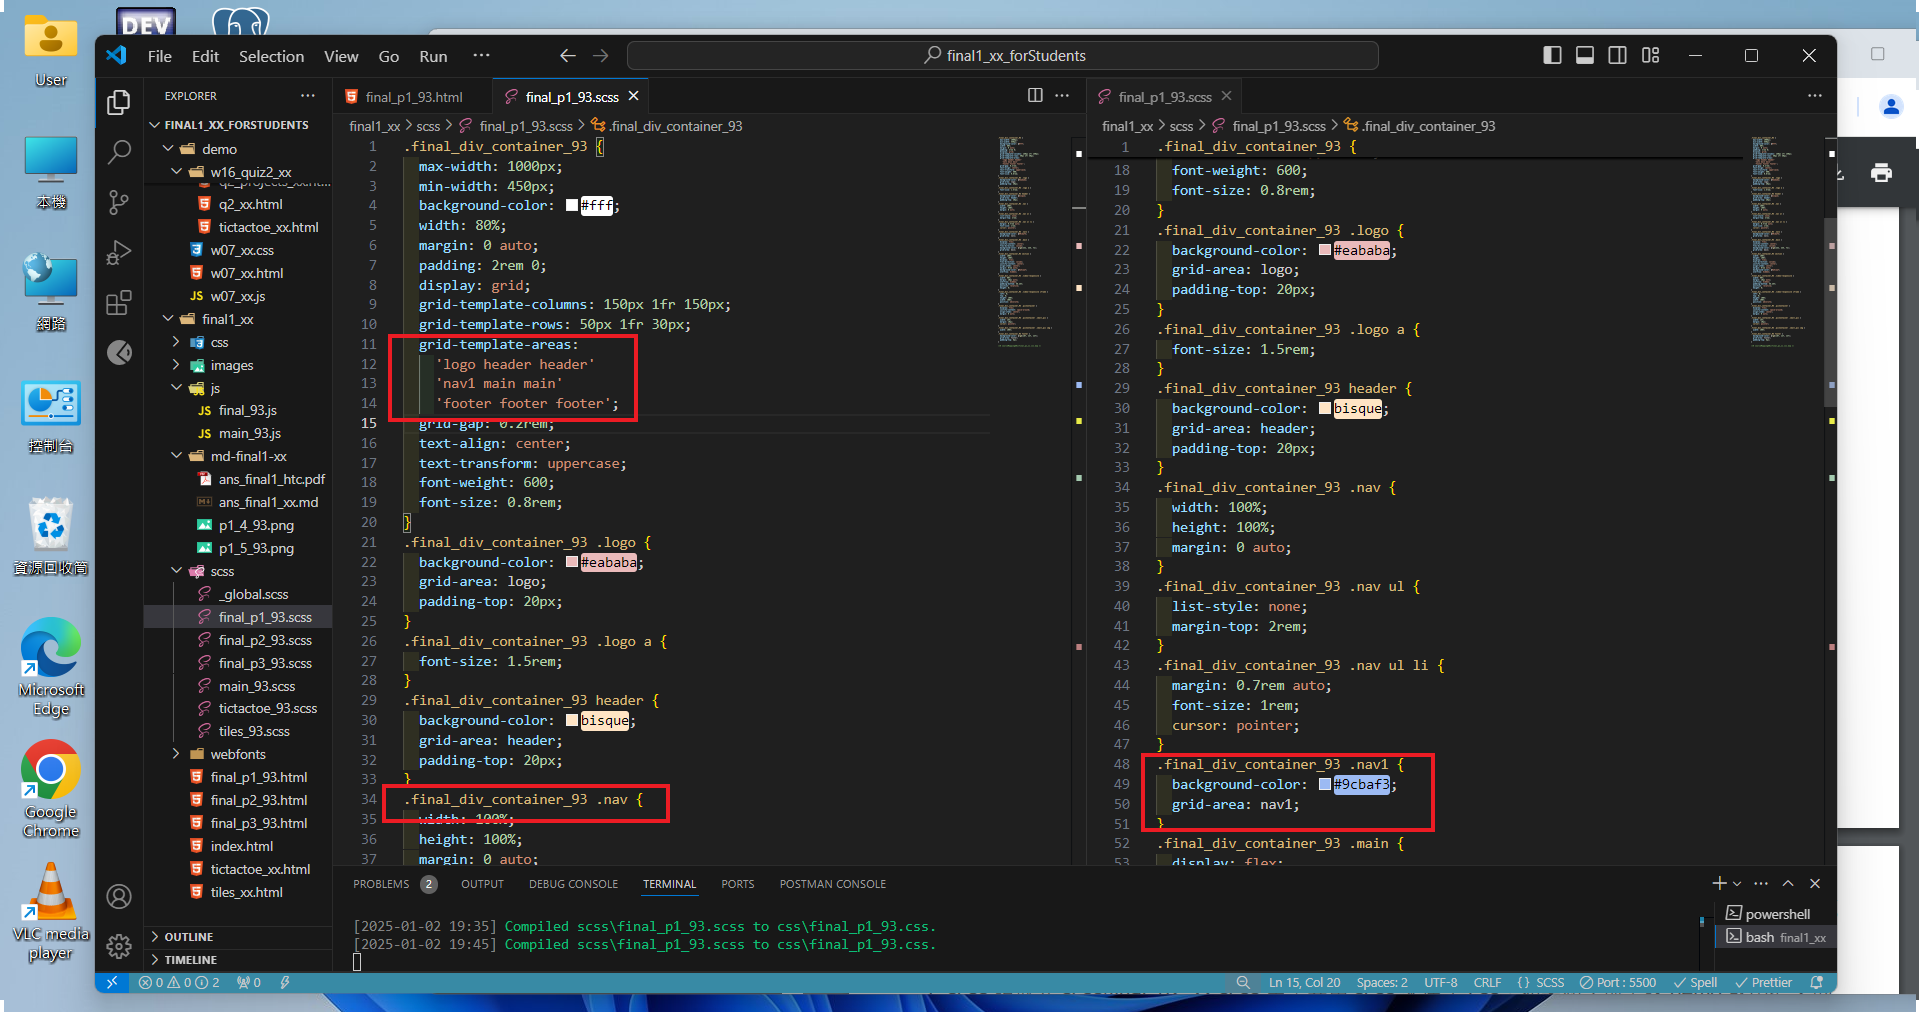 User
DEV
本機
網路
控制台
資源回收筒
Microsoft
Edge
Google
Chrome
VLC media
player
File Edit Selection View Go Run ···
final1_xx_forStudents
EXPLORER ···
FINAL1_XX_FORSTUDENTS
demo
w16_quiz2_xx
q2_projects_xx.ht...
q2_xx.html
tictactoe_xx.html
w07_xx.css
w07_xx.html
JS w07_xx.js
final1_xx
css
images
js
JS final_93.js
JS main_93.js
md-final1-xx
ans_final1_htc.pdf
ans_final1_xx.md
p1_4_93.png
p1_5_93.png
scss
_global.scss
final_p1_93.scss
final_p2_93.scss
final_p3_93.scss
main_93.scss
tictactoe_93.scss
tiles_93.scss
webfonts
final_p1_93.html
final_p2_93.html
final_p3_93.html
index.html
tictactoe_xx.html
tiles_xx.html
OUTLINE
TIMELINE
final_p1_93.html final_p1_93.scss
final1_xx > scss > final_p1_93.scss > .final_div_container_93
1 .final_div_container_93 {
2 max-width: 1000px;
3 min-width: 450px;
4 background-color: #fff;
5 width: 80%;
6 margin: 0 auto;
7 padding: 2rem 0;
8 display: grid;
9 grid-template-columns: 150px 1fr 150px;
10 grid-template-rows: 50px 1fr 30px;
11 grid-template-areas:
12 'logo header header'
13 'nav1 main main'
14 'footer footer footer';
15 grid-gap: 0.2rem;
16 text-align: center;
17 text-transform: uppercase;
18 font-weight: 600;
19 font-size: 0.8rem;
20 }
21 .final_div_container_93 .logo {
22 background-color: #eababa;
23 grid-area: logo;
24 padding-top: 20px;
25 }
26 .final_div_container_93 .logo a {
27 font-size: 1.5rem;
28 }
29 .final_div_container_93 header {
30 background-color: bisque;
31 grid-area: header;
32 padding-top: 20px;
33 }
34 .final_div_container_93 .nav {
35 width: 100%;
36 height: 100%;
37 margin: 0 auto;
final_p1_93.scss
final1_xx > scss > final_p1_93.scss > .final_div_container_93
1 .final_div_container_93 {
18 font-weight: 600;
19 font-size: 0.8rem;
20 }
21 .final_div_container_93 .logo {
22 background-color: #eababa;
23 grid-area: logo;
24 padding-top: 20px;
25 }
26 .final_div_container_93 .logo a {
27 font-size: 1.5rem;
28 }
29 .final_div_container_93 header {
30 background-color: bisque;
31 grid-area: header;
32 padding-top: 20px;
33 }
34 .final_div_container_93 .nav {
35 width: 100%;
36 height: 100%;
37 margin: 0 auto;
38 }
39 .final_div_container_93 .nav ul {
40 list-style: none;
41 margin-top: 2rem;
42 }
43 .final_div_container_93 .nav ul li {
44 margin: 0.7rem auto;
45 font-size: 1rem;
46 cursor: pointer;
47 }
48 .final_div_container_93 .nav1 {
49 background-color: #9cbaf3;
50 grid-area: nav1;
51 }
52 .final_div_container_93 .main {
53 display: flex;
PROBLEMS 2 OUTPUT DEBUG CONSOLE TERMINAL PORTS POSTMAN CONSOLE
[2025-01-02 19:35] Compiled scss\final_p1_93.scss to css\final_p1_93.css.
[2025-01-02 19:45] Compiled scss\final_p1_93.scss to css\final_p1_93.css.
powershell
bash final1_xx
0 0 2 0 Ln 15, Col 20 Spaces: 2 UTF-8 CRLF {} SCSS Port : 5500 Spell Prettier